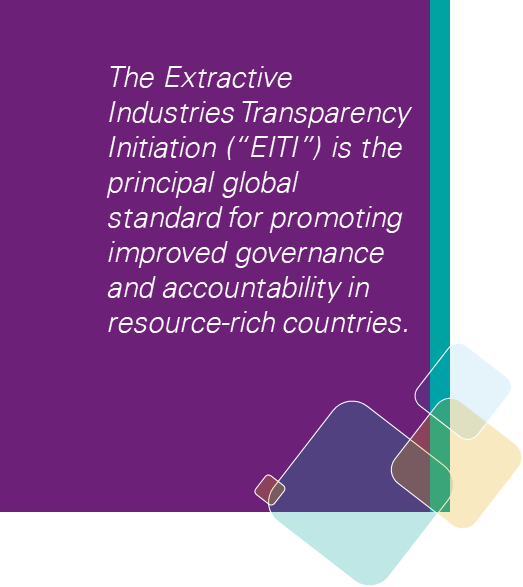 The Extractive
Industries Transparency
Initiation (“EITI”) is the
principal global
standard for promoting
improved governance
and accountability in
resource-rich countries.